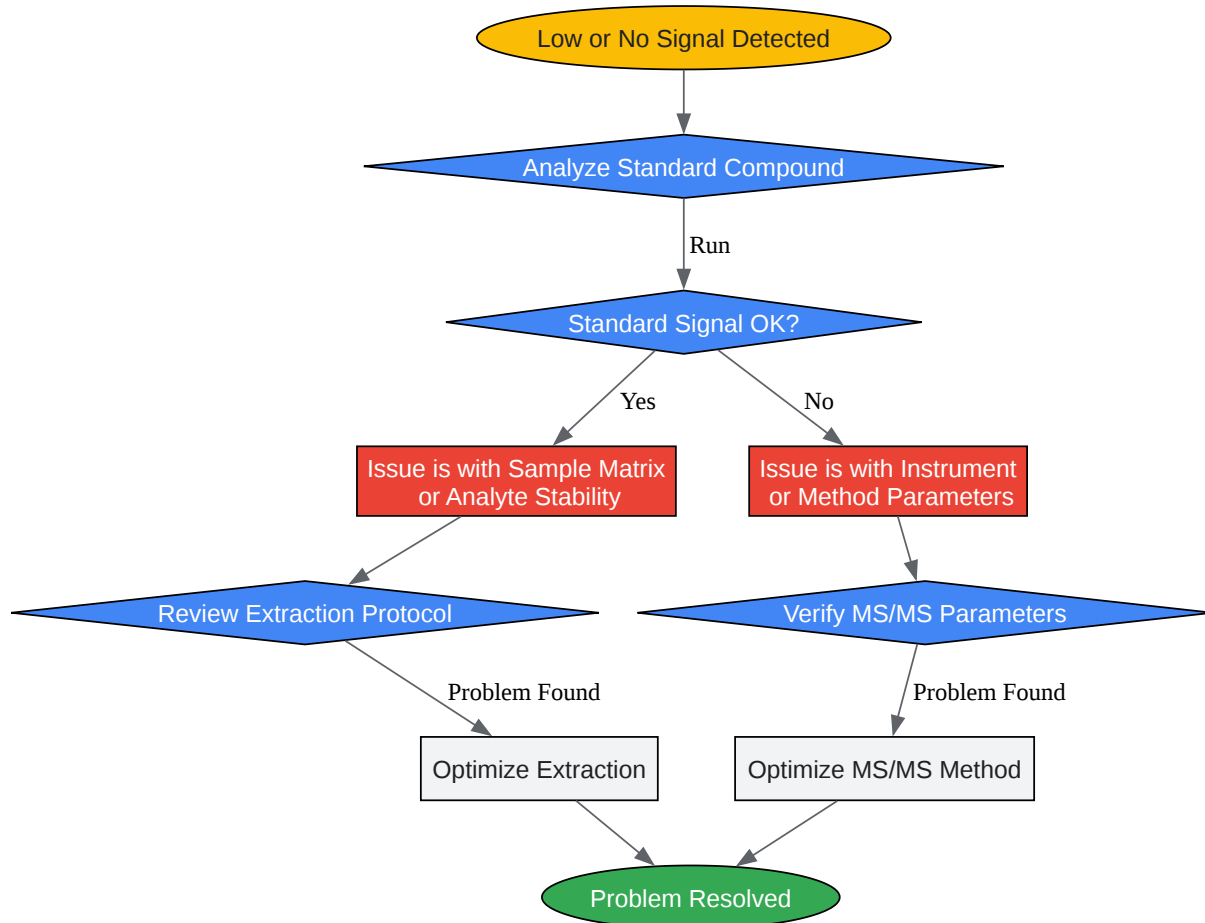 Low or No Signal Detected
Analyze Standard Compound
Run
Standard Signal OK?
Yes
No
Issue is with Sample Matrix
or Analyte Stability
Issue is with Instrument
or Method Parameters
Review Extraction Protocol
Verify MS/MS Parameters
Problem Found
Problem Found
Optimize Extraction
Optimize MS/MS Method
Problem Resolved